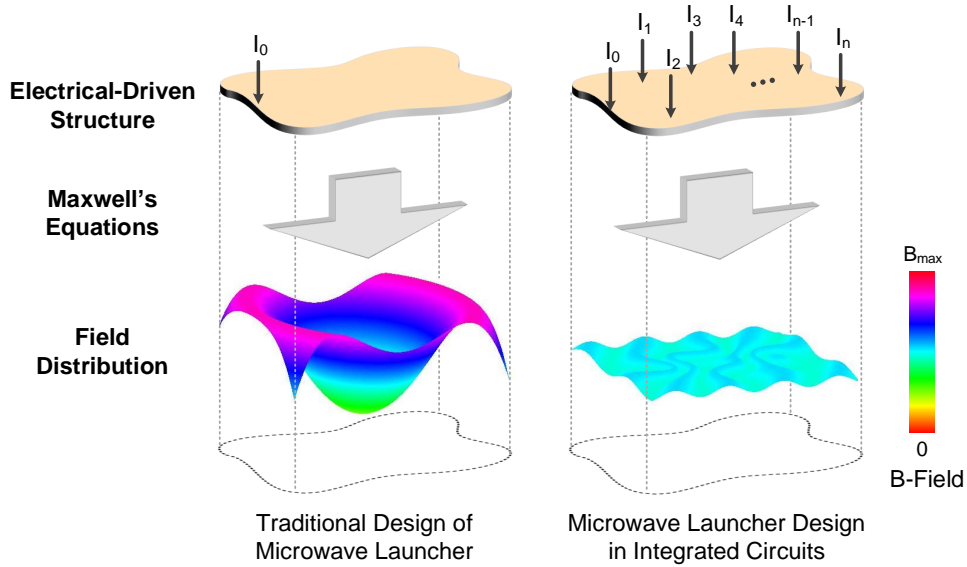 I0
I0
I1
I2
I3
I4
•••
In-1
In
Electrical-Driven
Structure
Maxwell's
Equations
Field
Distribution
Bmax
0
B-Field
Traditional Design of
Microwave Launcher
Microwave Launcher Design
in Integrated Circuits